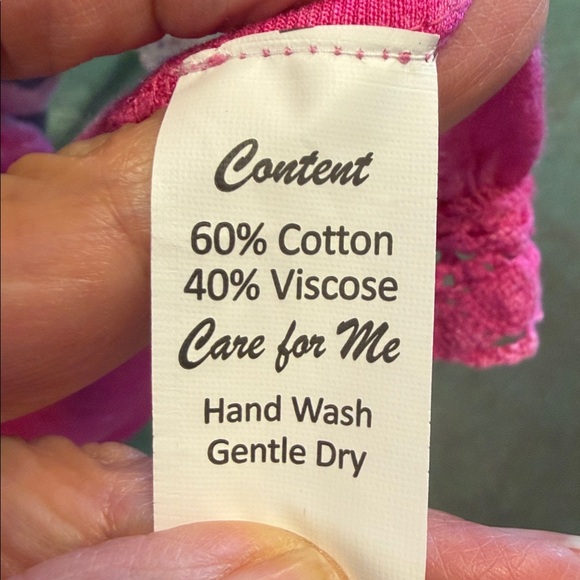 Content
60% Cotton
40% Viscose
Care for Me
Hand Wash
Gentle Dry